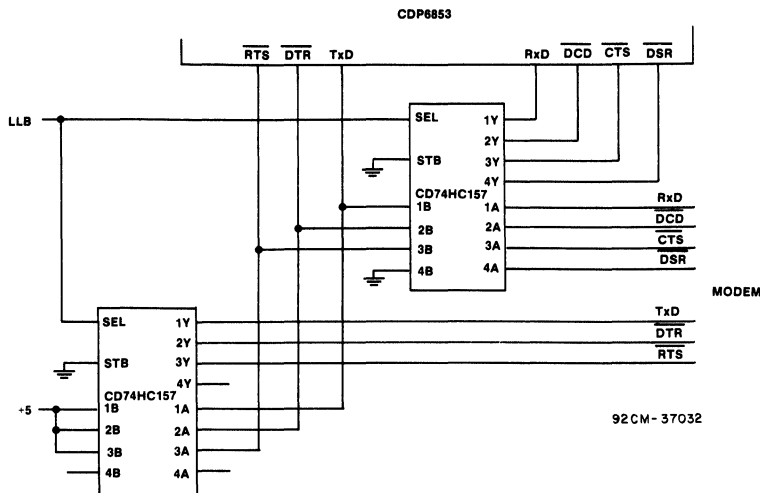 CDP6853
RTS DTR TxD RxD DCD CTS DSR
LLB
SEL 1Y
2Y
STB 3Y
4Y
CD74HC157
1B 1A RxD
2B 2A DCD
3B 3A CTS
4B 4A DSR
MODEM
SEL 1Y TxD
2Y DTR
STB 3Y RTS
4Y
CD74HC157
+5 1B 1A
2B 2A
3B 3A
4B 4A
92CM-37032